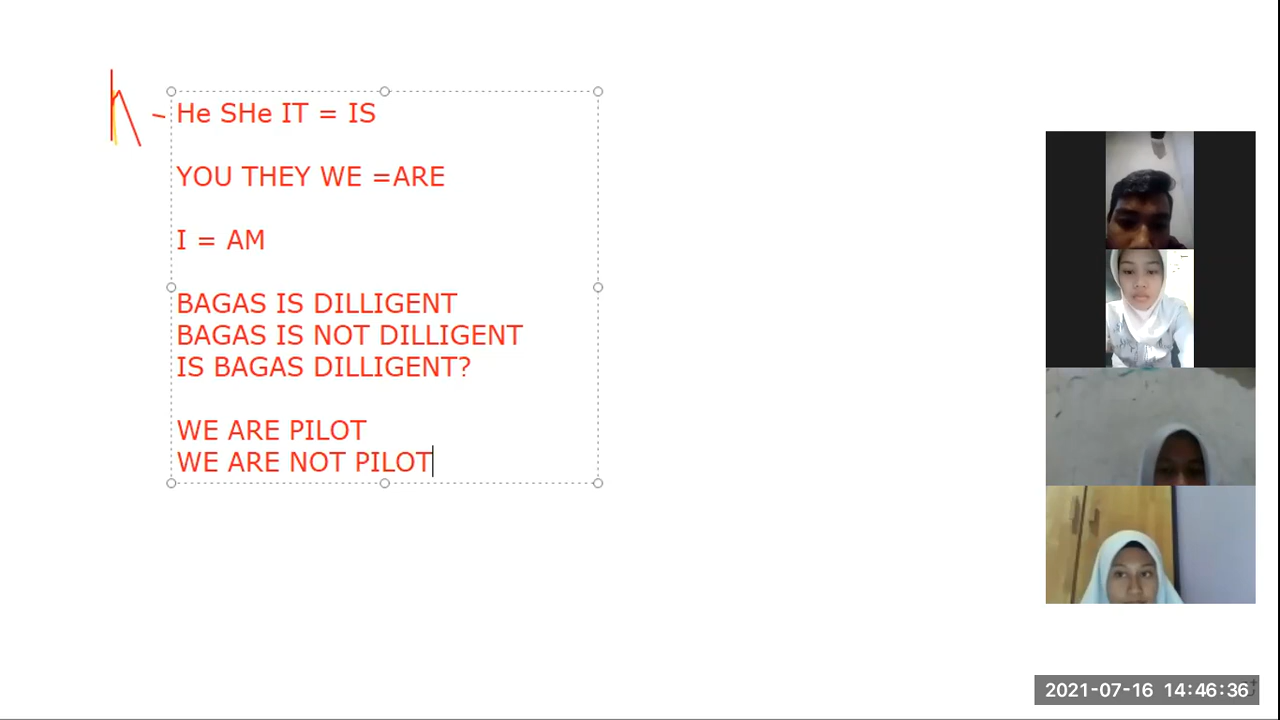 He SHe IT = IS
YOU THEY WE =ARE
I = AM
BAGAS IS DILLIGENT
BAGAS IS NOT DILLIGENT
IS BAGAS DILLIGENT?
WE ARE PILOT
WE ARE NOT PILOT
2021-07-16 14:46:36